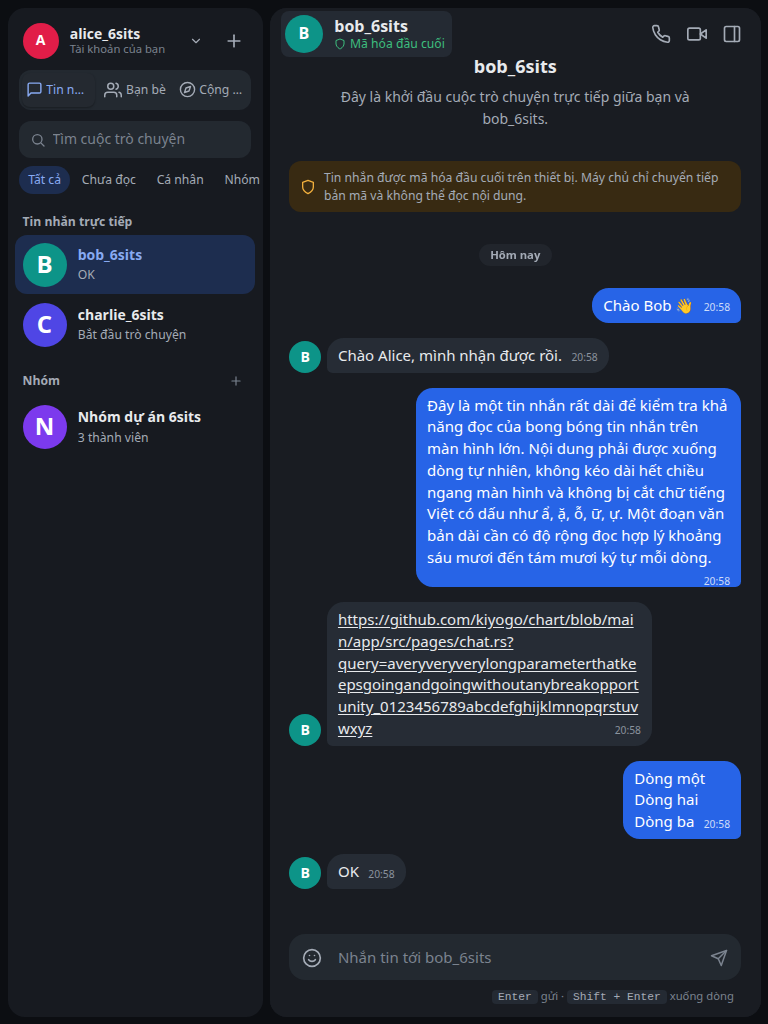 A
alice_6sits
Tài khoản của bạn
Tin n...
Bạn bè
Cộng ...
Tìm cuộc trò chuyện
Tất cả
Chưa đọc
Cá nhân
Nhóm
Tin nhắn trực tiếp
B
bob_6sits
OK
C
charlie_6sits
Bắt đầu trò chuyện
Nhóm
N
Nhóm dự án 6sits
3 thành viên
B
bob_6sits
Mã hóa đầu cuối
bob_6sits
Đây là khởi đầu cuộc trò chuyện trực tiếp giữa bạn và
bob_6sits.
Tin nhắn được mã hóa đầu cuối trên thiết bị. Máy chủ chỉ chuyển tiếp
bản mã và không thể đọc nội dung.
Hôm nay
Chào Bob 👋 20:58
B
Chào Alice, mình nhận được rồi. 20:58
Đây là một tin nhắn rất dài để kiểm tra khả
năng đọc của bong bóng tin nhắn trên
màn hình lớn. Nội dung phải được xuống
dòng tự nhiên, không kéo dài hết chiều
ngang màn hình và không bị cắt chữ tiếng
Việt có dấu như ẩ, ặ, ỗ, ữ, ự. Một đoạn văn
bản dài cần có độ rộng đọc hợp lý khoảng
sáu mươi đến tám mươi ký tự mỗi dòng.
20:58
https://github.com/kiyogo/chart/blob/mai
n/app/src/pages/chat.rs?
query=averyveryverylongparameterthatke
epsgoingandgoingwithoutanybreakopport
unity_0123456789abcdefghijklmnopqrstuv
B
wxyz 20:58
Dòng một
Dòng hai
Dòng ba 20:58
B
OK 20:58
Nhắn tin tới bob_6sits
Enter gửi · Shift + Enter xuống dòng